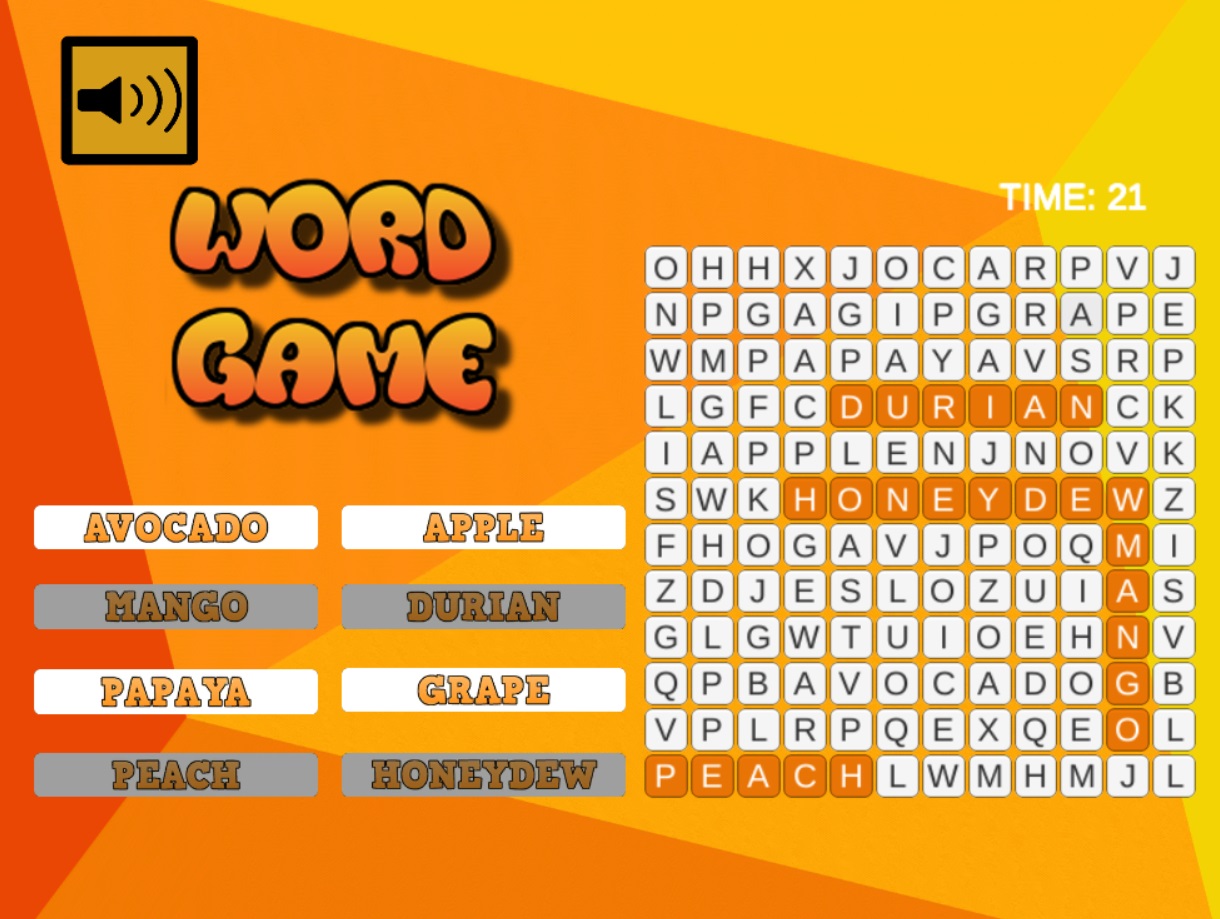 WORD
GAME
TIME: 21
AVOCADO APPLE
MANGO DURIAN
PAPAYA GRAPE
PEACH HONEYDEW
O H H X J O C A R P V J
N P G A G I P G R A P E
W M P A P A Y A V S R P
L G F C D U R I A N C K
I A P P L E N J N O V K
S W K H O N E Y D E W Z
F H O G A V J P O Q M I
Z D J E S L O Z U I A S
G L G W T U I O E H N V
Q P B A V O C A D O G B
V P L R P Q E X Q E O L
P E A C H L W M H M J L